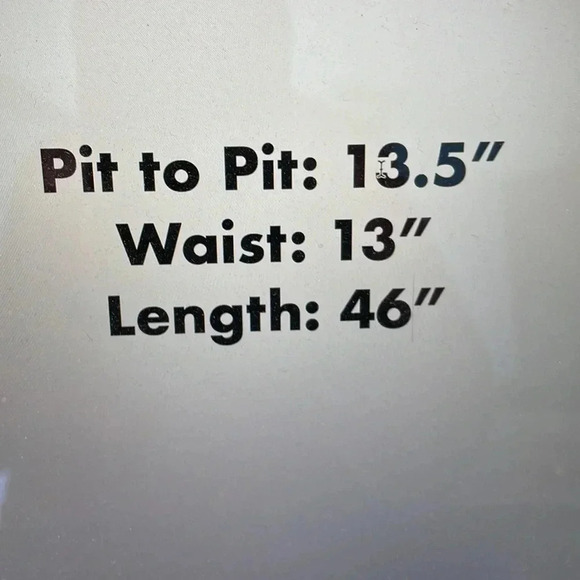 Pit to Pit: 13.5″
Waist: 13″
Length: 46″